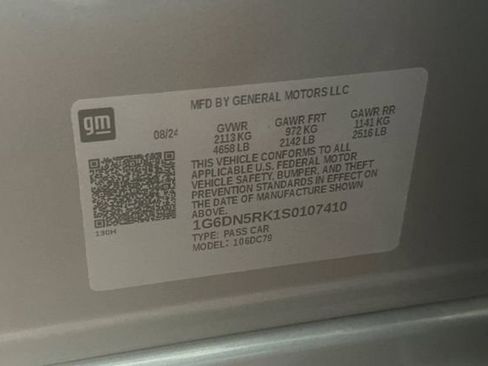 MFD BY GENERAL MOTORS LLC
gm
08/24 GVWR GAWR FRT GAWR RR
2113 KG 972 KG 1141 KG
4658 LB 2142 LB 2516 LB
THIS VEHICLE CONFORMS TO ALL
APPLICABLE U.S. FEDERAL MOTOR
VEHICLE SAFETY, BUMPER, AND THEFT
PREVENTION STANDARDS IN EFFECT ON
THE DATE OF MANUFACTURE SHOWN
ABOVE.
1G6DN5RK1S0107410
TYPE: PASS CAR
MODEL: 106DC79
130H